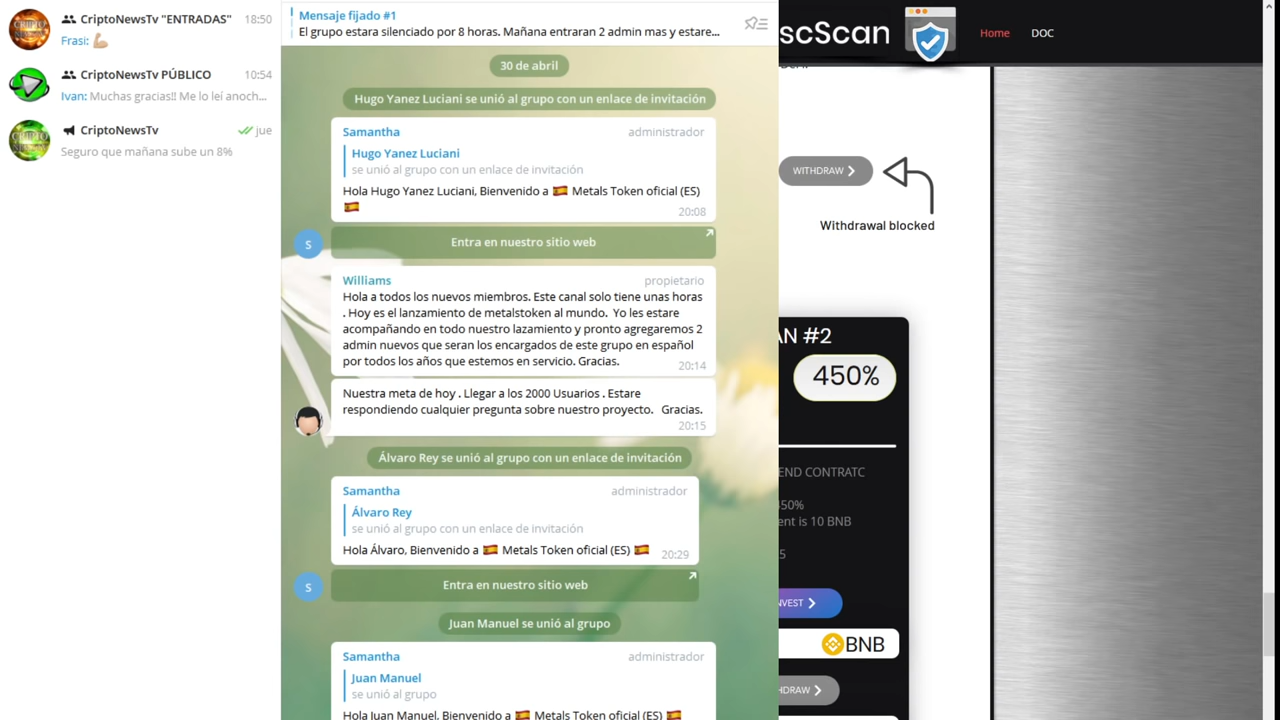 CriptoNewsTv "ENTRADAS" 18:50
Frasi: 💪🏼
CriptoNewsTv PÚBLICO 10:54
Ivan: Muchas gracias!! Me lo leí anoch...
CriptoNewsTv jue
Seguro que mañana sube un 8%
Mensaje fijado #1
El grupo estara silenciado por 8 horas. Mañana entraran 2 admin mas y estare...
30 de abril
Hugo Yanez Luciani se unió al grupo con un enlace de invitación
Samantha administrador
Hugo Yanez Luciani
se unió al grupo con un enlace de invitación
Hola Hugo Yanez Luciani, Bienvenido a 🇪🇸 Metals Token oficial (ES)
🇪🇸 20:08
S
Entra en nuestro sitio web
Williams propietario
Hola a todos los nuevos miembros. Este canal solo tiene unas horas
. Hoy es el lanzamiento de metalstoken al mundo. Yo les estare
acompañando en todo nuestro lazamiento y pronto agregaremos 2
admin nuevos que seran los encargados de este grupo en español
por todos los años que estemos en servicio. Gracias. 20:14
Nuestra meta de hoy . Llegar a los 2000 Usuarios . Estare
respondiendo cualquier pregunta sobre nuestro proyecto. Gracias.
20:15
Álvaro Rey se unió al grupo con un enlace de invitación
Samantha administrador
Álvaro Rey
se unió al grupo con un enlace de invitación
Hola Álvaro, Bienvenido a 🇪🇸 Metals Token oficial (ES) 🇪🇸 20:29
S
Entra en nuestro sitio web
Juan Manuel se unió al grupo
Samantha administrador
Juan Manuel
se unió al grupo
Hola Juan Manuel, Bienvenido a 🇪🇸 Metals Token oficial (ES) 🇪🇸
scScan
Home DOC
WITHDRAW
Withdrawal blocked
AN #2
450%
END CONTRATC
450%
ent is 10 BNB
5
VEST
BNB
HDRAW